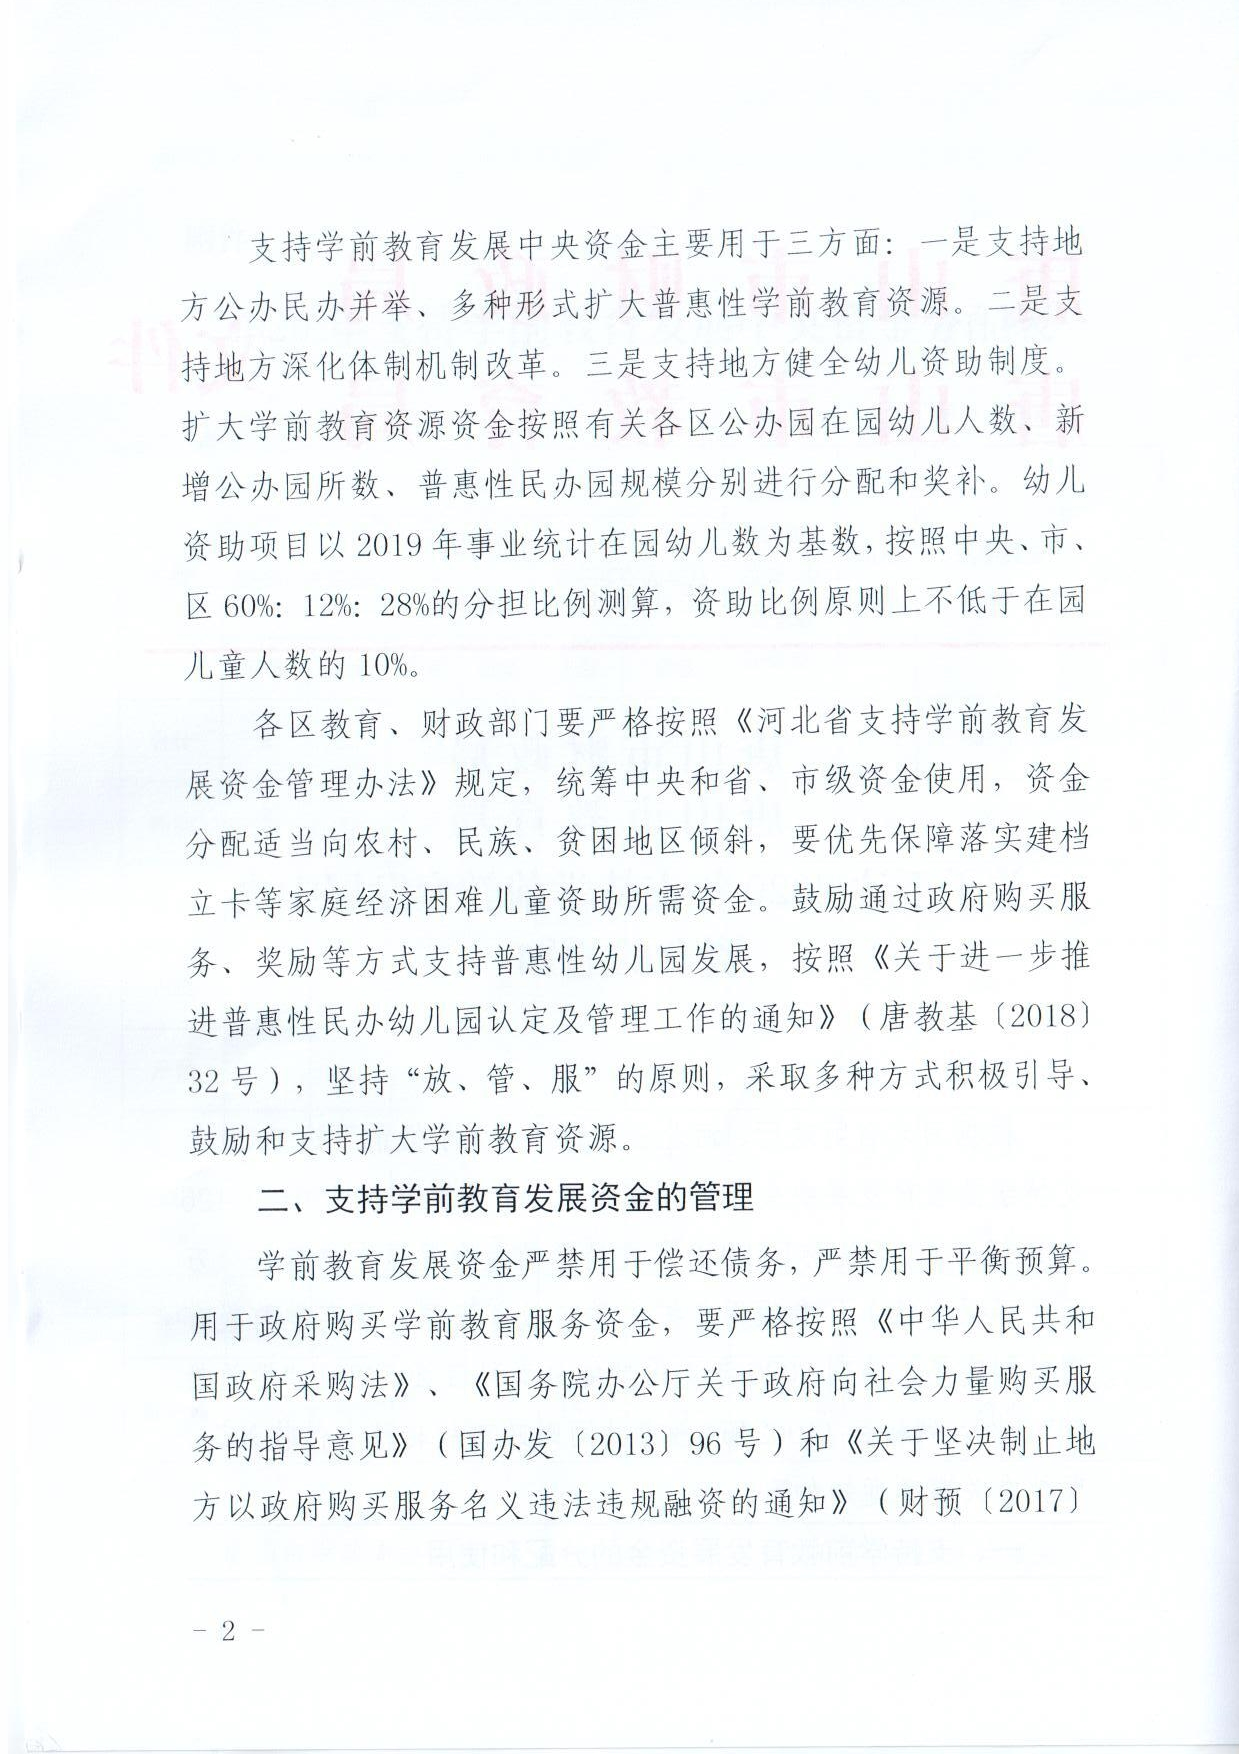 支持学前教育发展中央资金主要用于三方面：一是支持地
方公办民办并举、多种形式扩大普惠性学前教育资源。二是支
持地方深化体制机制改革。三是支持地方健全幼儿资助制度。
扩大学前教育资源资金按照有关各区公办园在园幼儿人数、新
增公办园所数、普惠性民办园规模分别进行分配和奖补。幼儿
资助项目以2019年事业统计在园幼儿数为基数，按照中央、市、
区60%：12%：28%的分担比例测算，资助比例原则上不低于在园
儿童人数的10%。
各区教育、财政部门要严格按照《河北省支持学前教育发
展资金管理办法》规定，统筹中央和省、市级资金使用，资金
分配适当向农村、民族、贫困地区倾斜，要优先保障落实建档
立卡等家庭经济困难儿童资助所需资金。鼓励通过政府购买服
务、奖励等方式支持普惠性幼儿园发展，按照《关于进一步推
进普惠性民办幼儿园认定及管理工作的通知》（唐教基〔2018〕
32号），坚持“放、管、服”的原则，采取多种方式积极引导、
鼓励和支持扩大学前教育资源。
二、支持学前教育发展资金的管理
学前教育发展资金严禁用于偿还债务，严禁用于平衡预算。
用于政府购买学前教育服务资金，要严格按照《中华人民共和
国政府采购法》、《国务院办公厅关于政府向社会力量购买服
务的指导意见》（国办发〔2013〕96号）和《关于坚决制止地
方以政府购买服务名义违法违规融资的通知》（财预〔2017〕
- 2 -